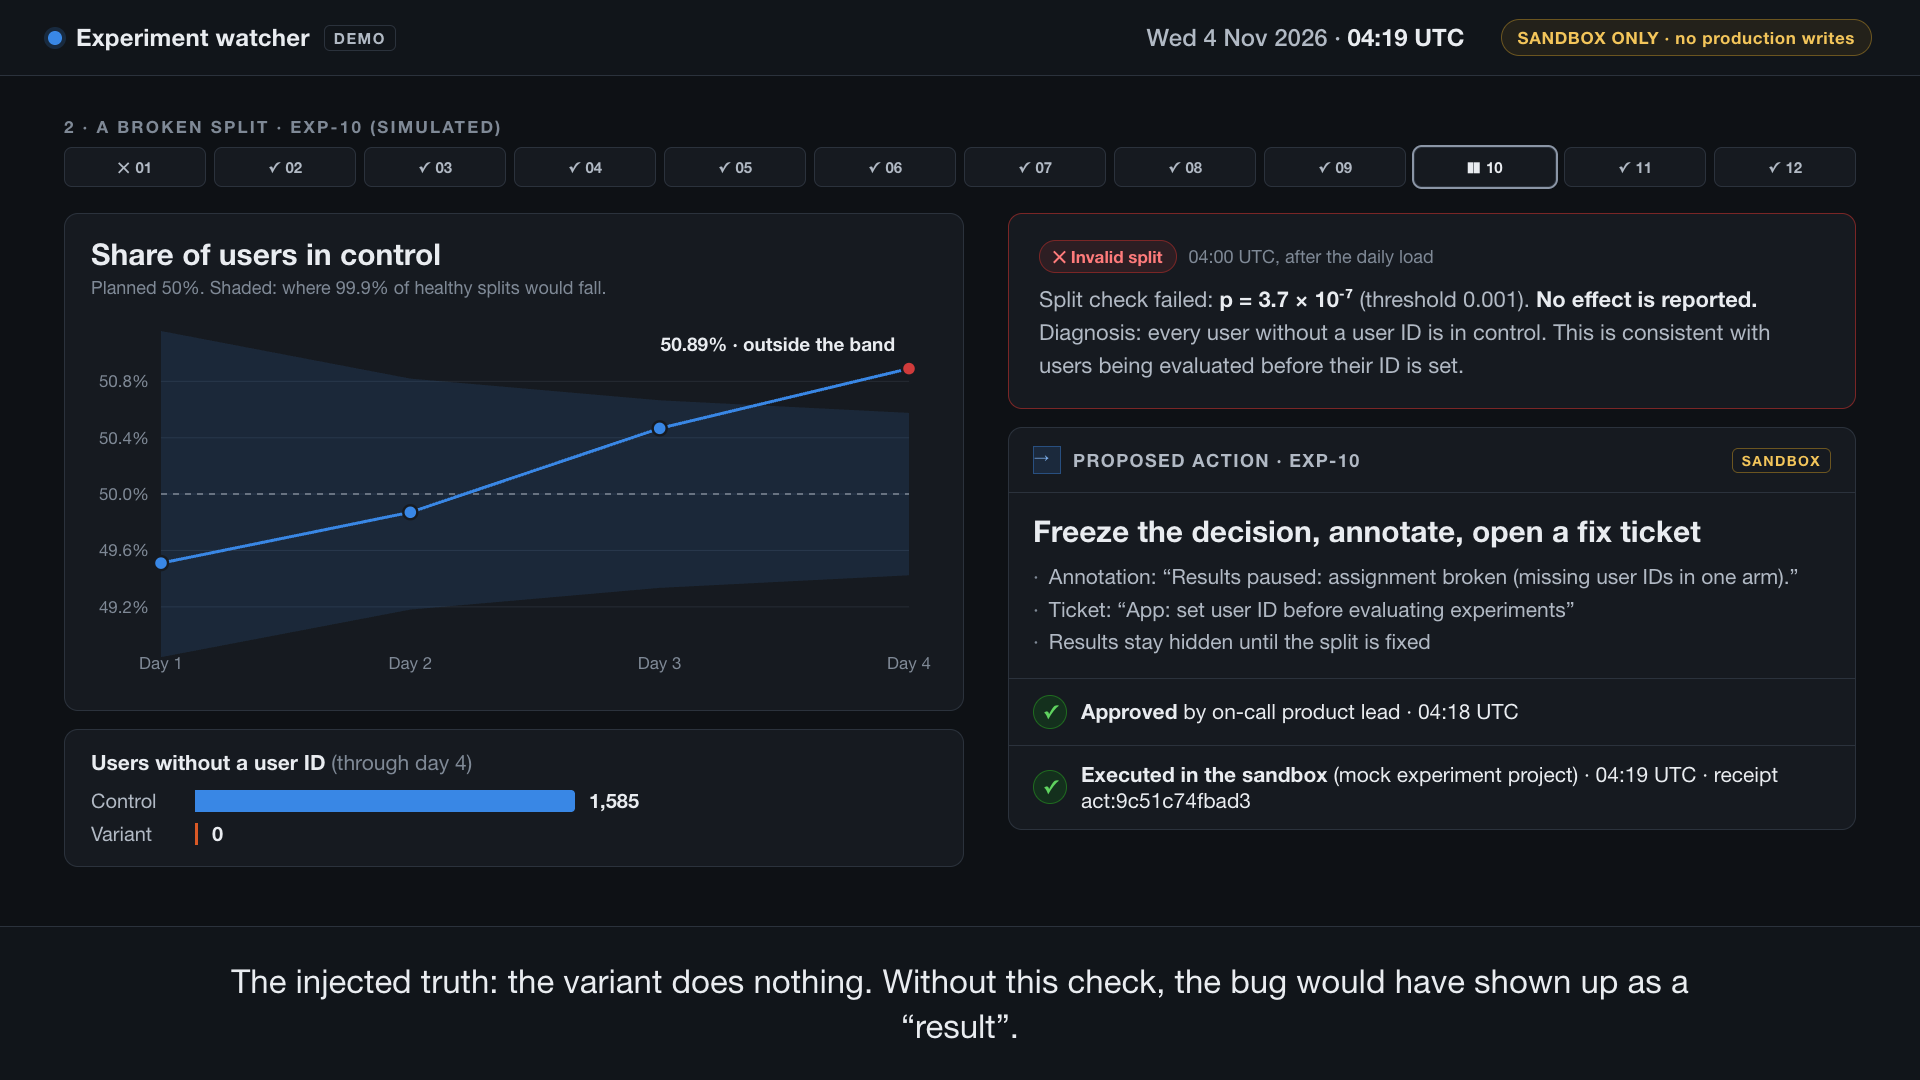 Experiment watcher DEMO
Wed 4 Nov 2026 · 04:19 UTC
SANDBOX ONLY · no production writes
2 · A BROKEN SPLIT · EXP-10 (SIMULATED)
✕ 01 ✓ 02 ✓ 03 ✓ 04 ✓ 05 ✓ 06 ✓ 07 ✓ 08 ✓ 09 10 ✓ 11 ✓ 12
Share of users in control
Planned 50%. Shaded: where 99.9% of healthy splits would fall.
50.89% · outside the band
50.8%
50.4%
50.0%
49.6%
49.2%
Day 1 Day 2 Day 3 Day 4
Users without a user ID (through day 4)
Control 1,585
Variant 0
✕ Invalid split 04:00 UTC, after the daily load
Split check failed: p = 3.7 × 10⁻⁷ (threshold 0.001). No effect is reported.
Diagnosis: every user without a user ID is in control. This is consistent with
users being evaluated before their ID is set.
→ PROPOSED ACTION · EXP-10 SANDBOX
Freeze the decision, annotate, open a fix ticket
· Annotation: “Results paused: assignment broken (missing user IDs in one arm).”
· Ticket: “App: set user ID before evaluating experiments”
· Results stay hidden until the split is fixed
✓ Approved by on-call product lead · 04:18 UTC
✓ Executed in the sandbox (mock experiment project) · 04:19 UTC · receipt
act:9c51c74fbad3
The injected truth: the variant does nothing. Without this check, the bug would have shown up as a
“result”.